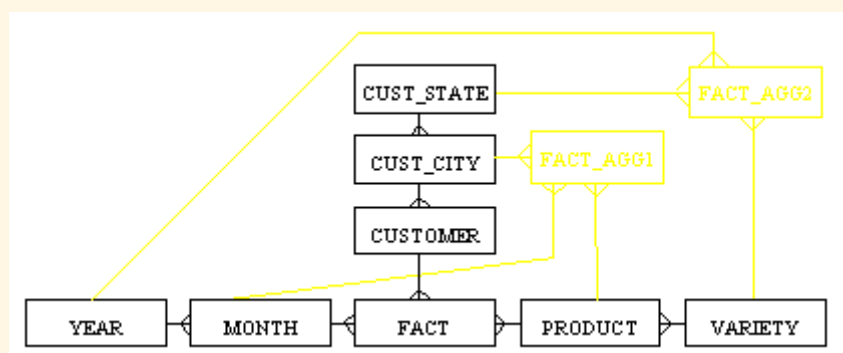 CUST_STATE
FACT_AGG2
CUST_CITY
FACT_AGG1
CUSTOMER
YEAR
MONTH
FACT
PRODUCT
VARIETY